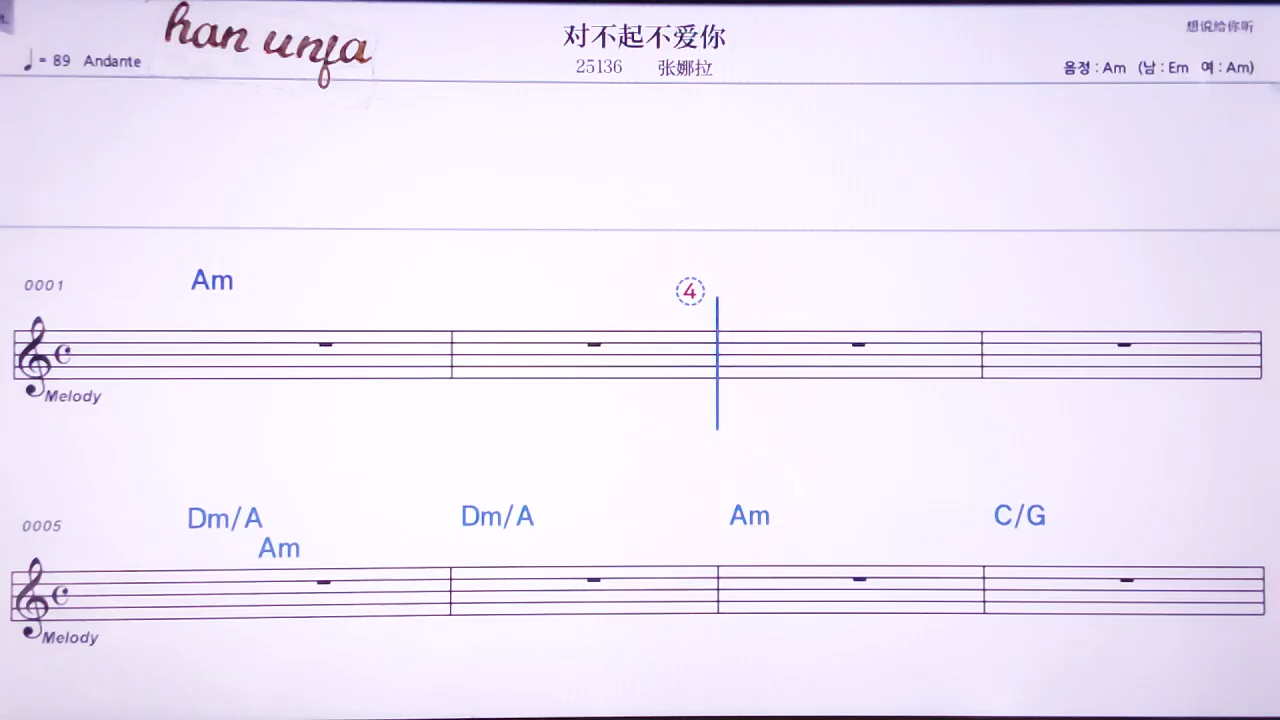 han unfa
对不起不爱你
想说给你听
♩= 89 Andante
25136 张娜拉
음정 : Am (남 : Em 여 : Am)
0001 Am
4
Melody
0005 Dm/A Dm/A Am C/G
Am
Melody